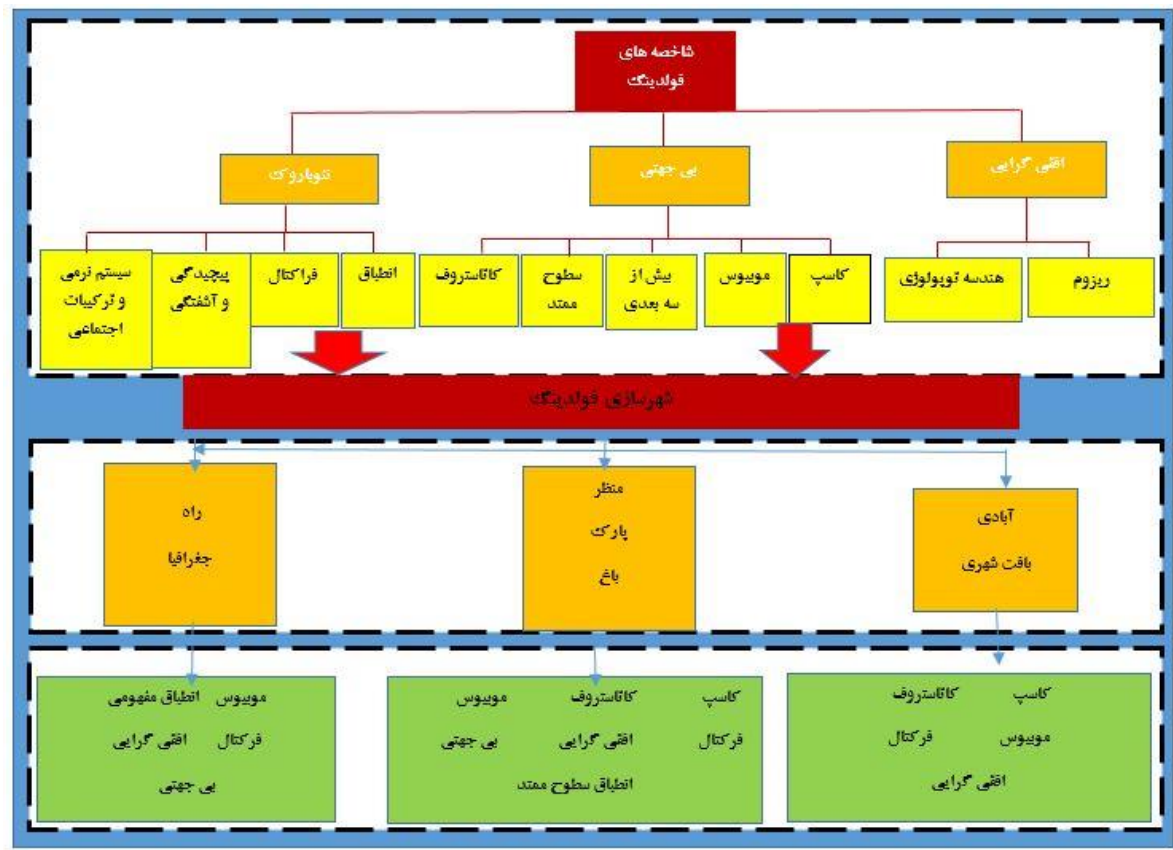 شاخصه های
فولدینگ
افقی گرایی
بی جهتی
نئوباروک
ریزوم
هندسه توپولوژی
کاسپ
موبیوس
بیش از
سه بعدی
سطوح
ممتد
کاتاستروف
انطباق
فراکتال
پیچیدگی
و آشفتگی
سیستم نرمی
و ترکیبات
اجتماعی
شهرسازی فولدینگ
آبادی
بافت شهری
منظر
پارک
باغ
راه
جغرافیا
کاسپ کاتاستروف
موبیوس فرکتال
افقی گرایی
کاسپ کاتاستروف موبیوس
فرکتال افقی گرایی بی جهتی
انطباق سطوح ممتد
موبیوس انطباق مفهومی
فرکتال افقی گرایی
بی جهتی